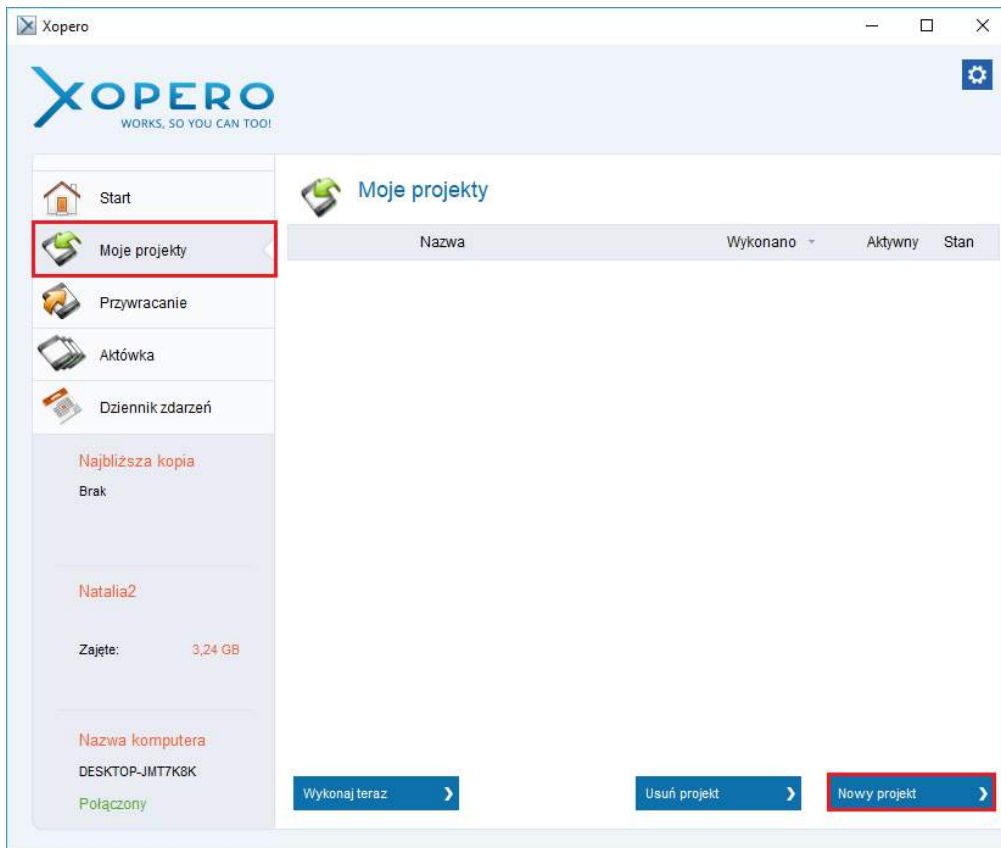 Xopero
XOPERO
WORKS, SO YOU CAN TOO!
Start
Moje projekty
Przywracanie
Aktówka
Dziennik zdarzeń
Najbliższa kopia
Brak
Natalia2
Zajęte: 3,24 GB
Nazwa komputera
DESKTOP-JMT7K8K
Połączony
Moje projekty
Nazwa Wykonano Aktywny Stan
Wykonaj teraz Usuń projekt Nowy projekt